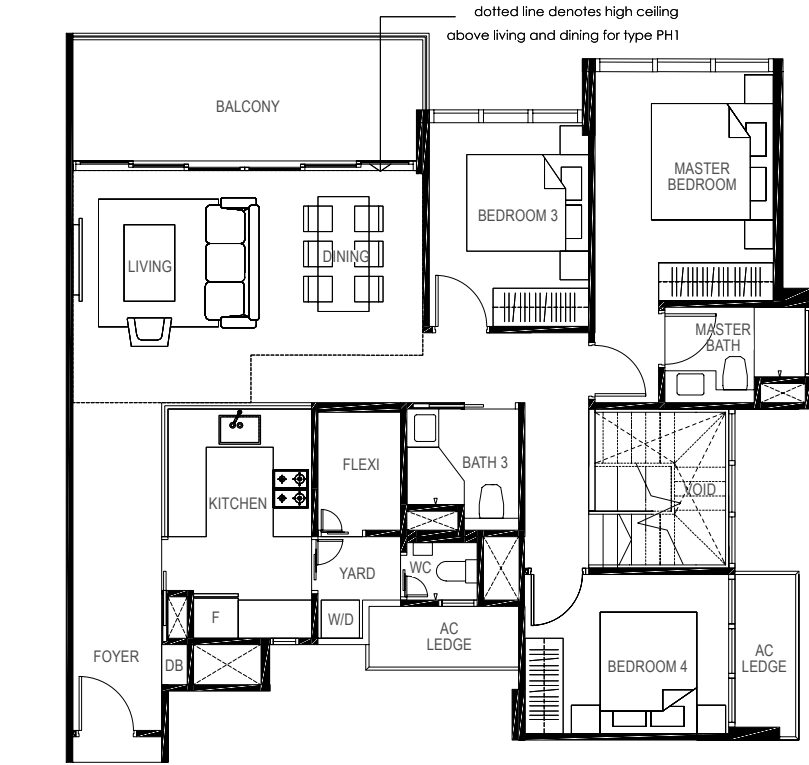 dotted line denotes high ceiling
above living and dining for type PH1
BALCONY
MASTER
BEDROOM
BEDROOM 3
LIVING
DINING
MASTER
BATH
FLEXI
BATH 3
KITCHEN
VOID
YARD
WC
F
W/D
AC
LEDGE
FOYER
DB
BEDROOM 4
AC
LEDGE